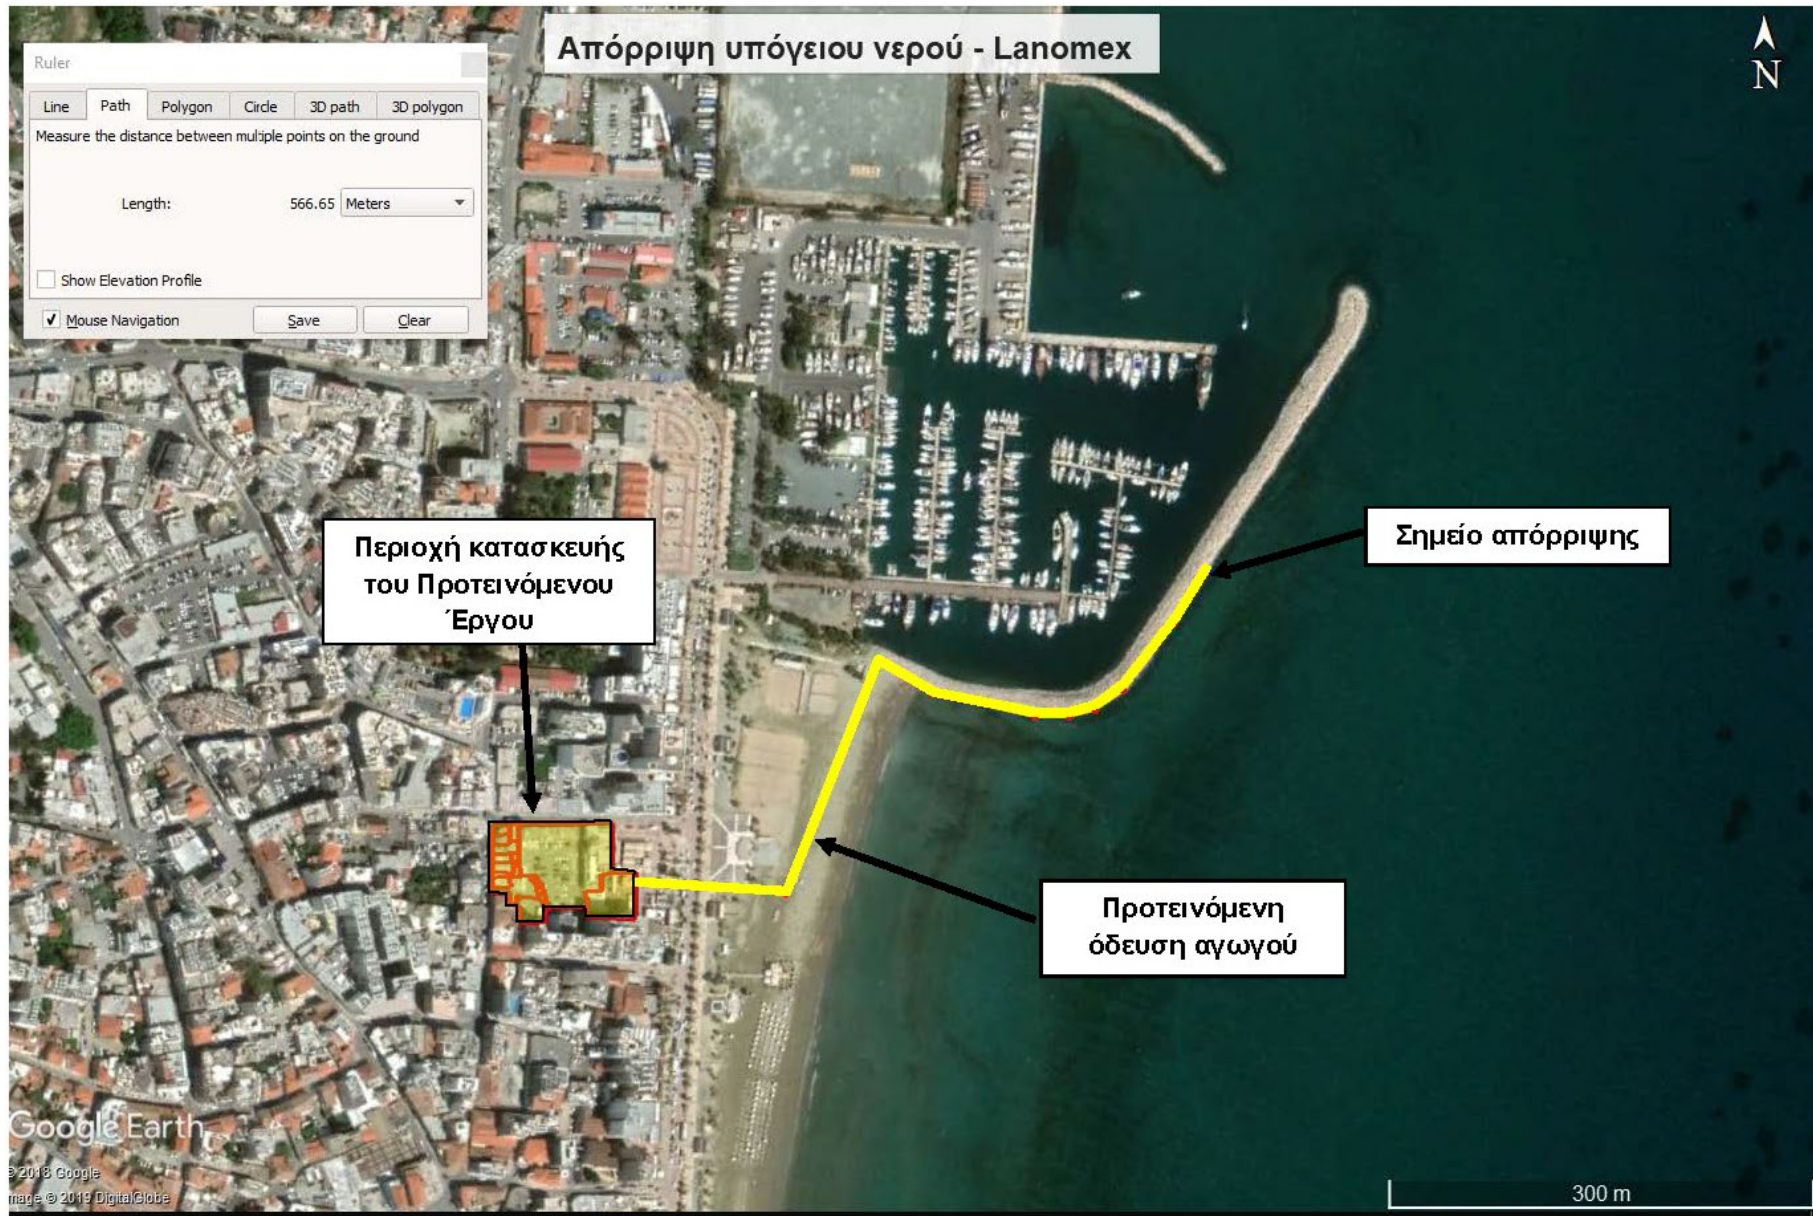 Απόρριψη υπόγειου νερού - Lanomex
N
Ruler
Line Path Polygon Circle 3D path 3D polygon
Measure the distance between multiple points on the ground
Length: 566.65 Meters
Show Elevation Profile
Mouse Navigation Save Clear
Περιοχή κατασκευής
του Προτεινόμενου
Έργου
Σημείο απόρριψης
Προτεινόμενη
όδευση αγωγού
Google Earth
© 2018 Google
mage © 2019 DigitalGlobe
300 m